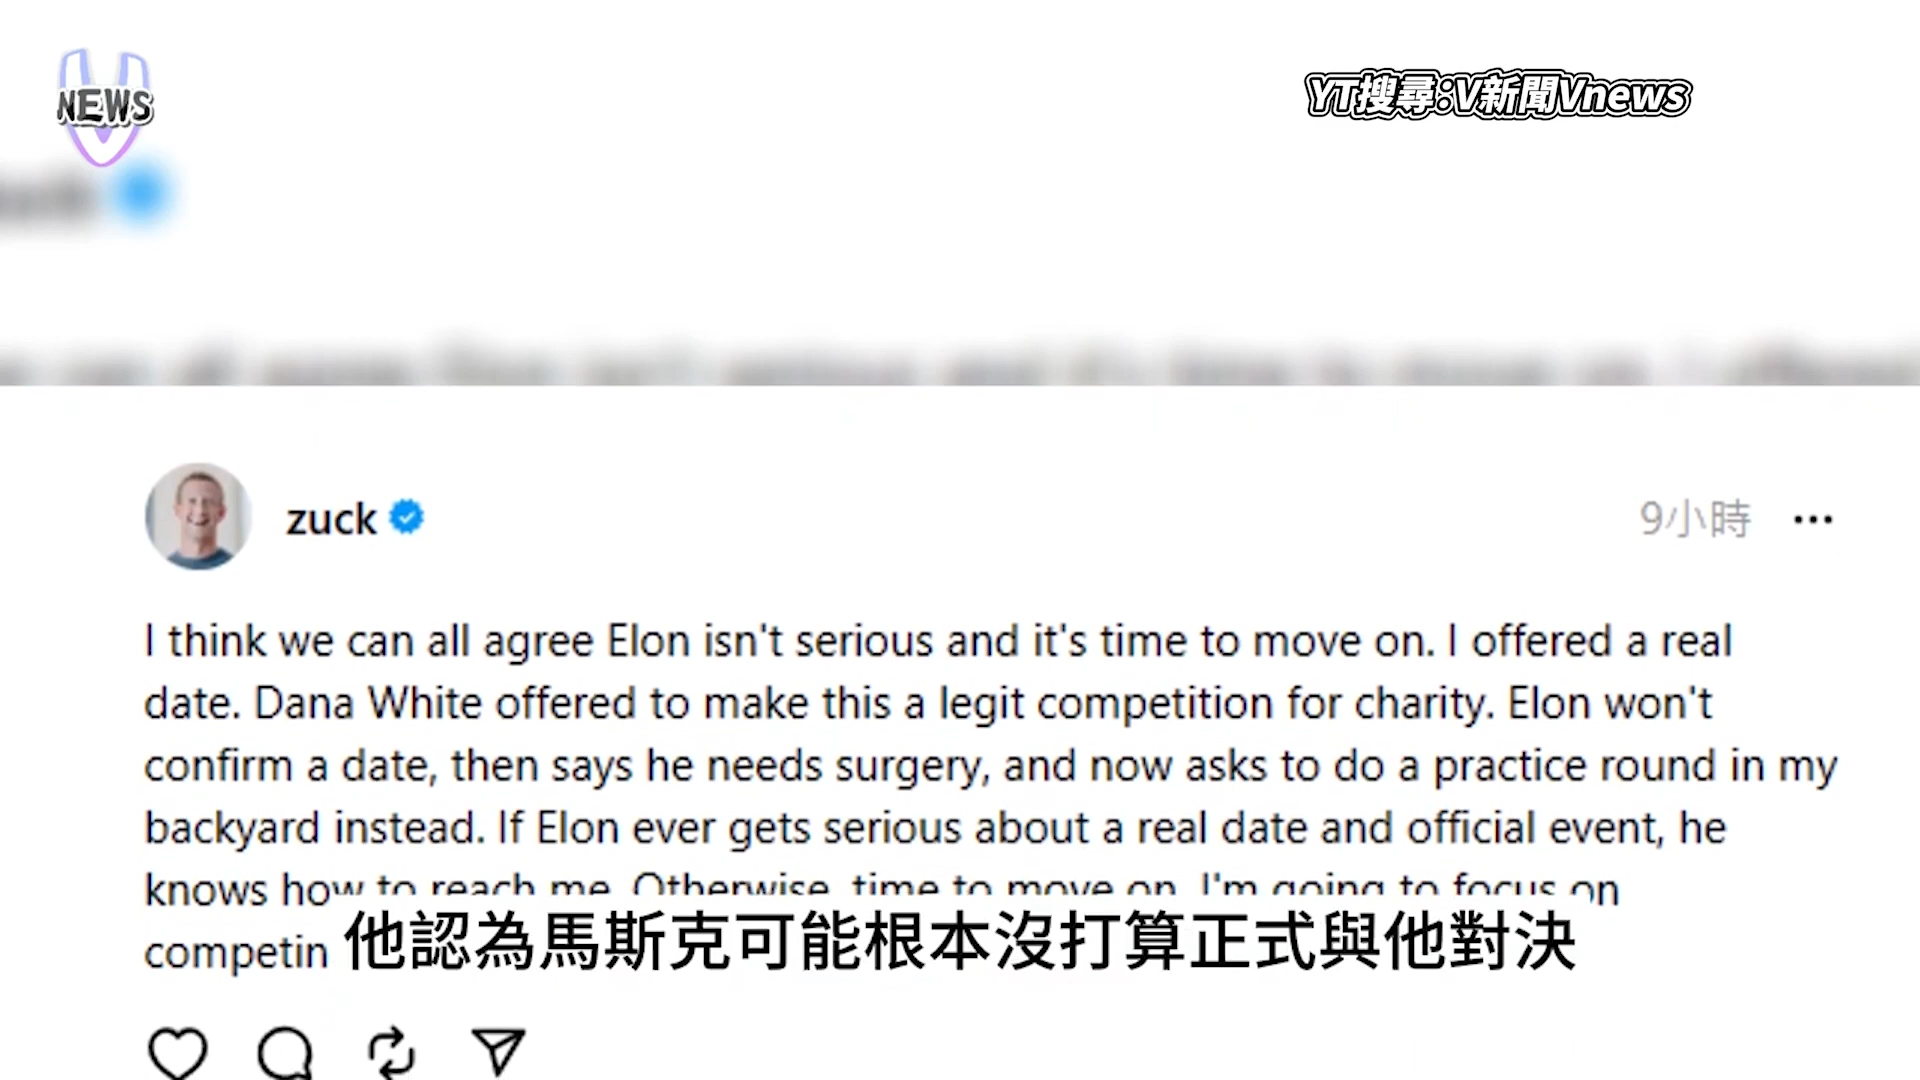 NEWS
YT搜尋:V新聞Vnews
zuck
9小時
I think we can all agree Elon isn't serious and it's time to move on. I offered a real
date. Dana White offered to make this a legit competition for charity. Elon won't
confirm a date, then says he needs surgery, and now asks to do a practice round in my
backyard instead. If Elon ever gets serious about a real date and official event, he
knows how to reach me. Otherwise, time to move on. I'm going to focus on
competin
他認為馬斯克可能根本沒打算正式與他對決